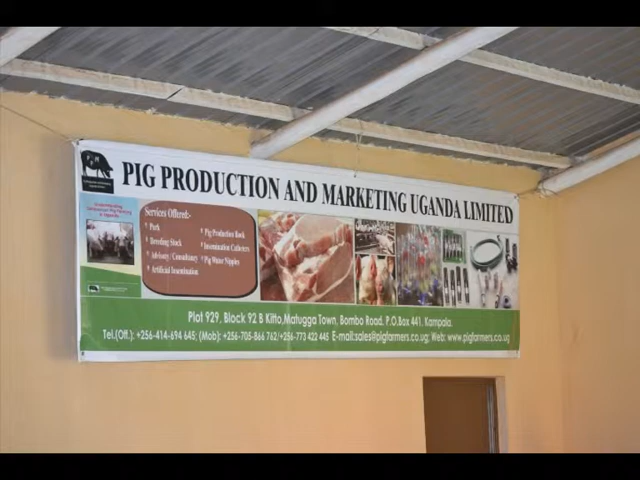 PIG PRODUCTION AND MARKETING UGANDA LIMITED
Services Offered:-
Pork
Breeding Stock
Advisory/Consultancy
Artificial Insemination
Pig Production Book
Insemination Catheters
Pig Water Nipples
Plot 929, Block 92 B Kitto,Matugga Town, Bombo Road, P.O.Box 441, Kampala.
Tel.(Off.): +256-414-694 645; (Mob): +256-705-866 762/+256-773 422 445 E-mail:sales@pigfarmers.co.ug; Web: www.pigfarmers.co.ug